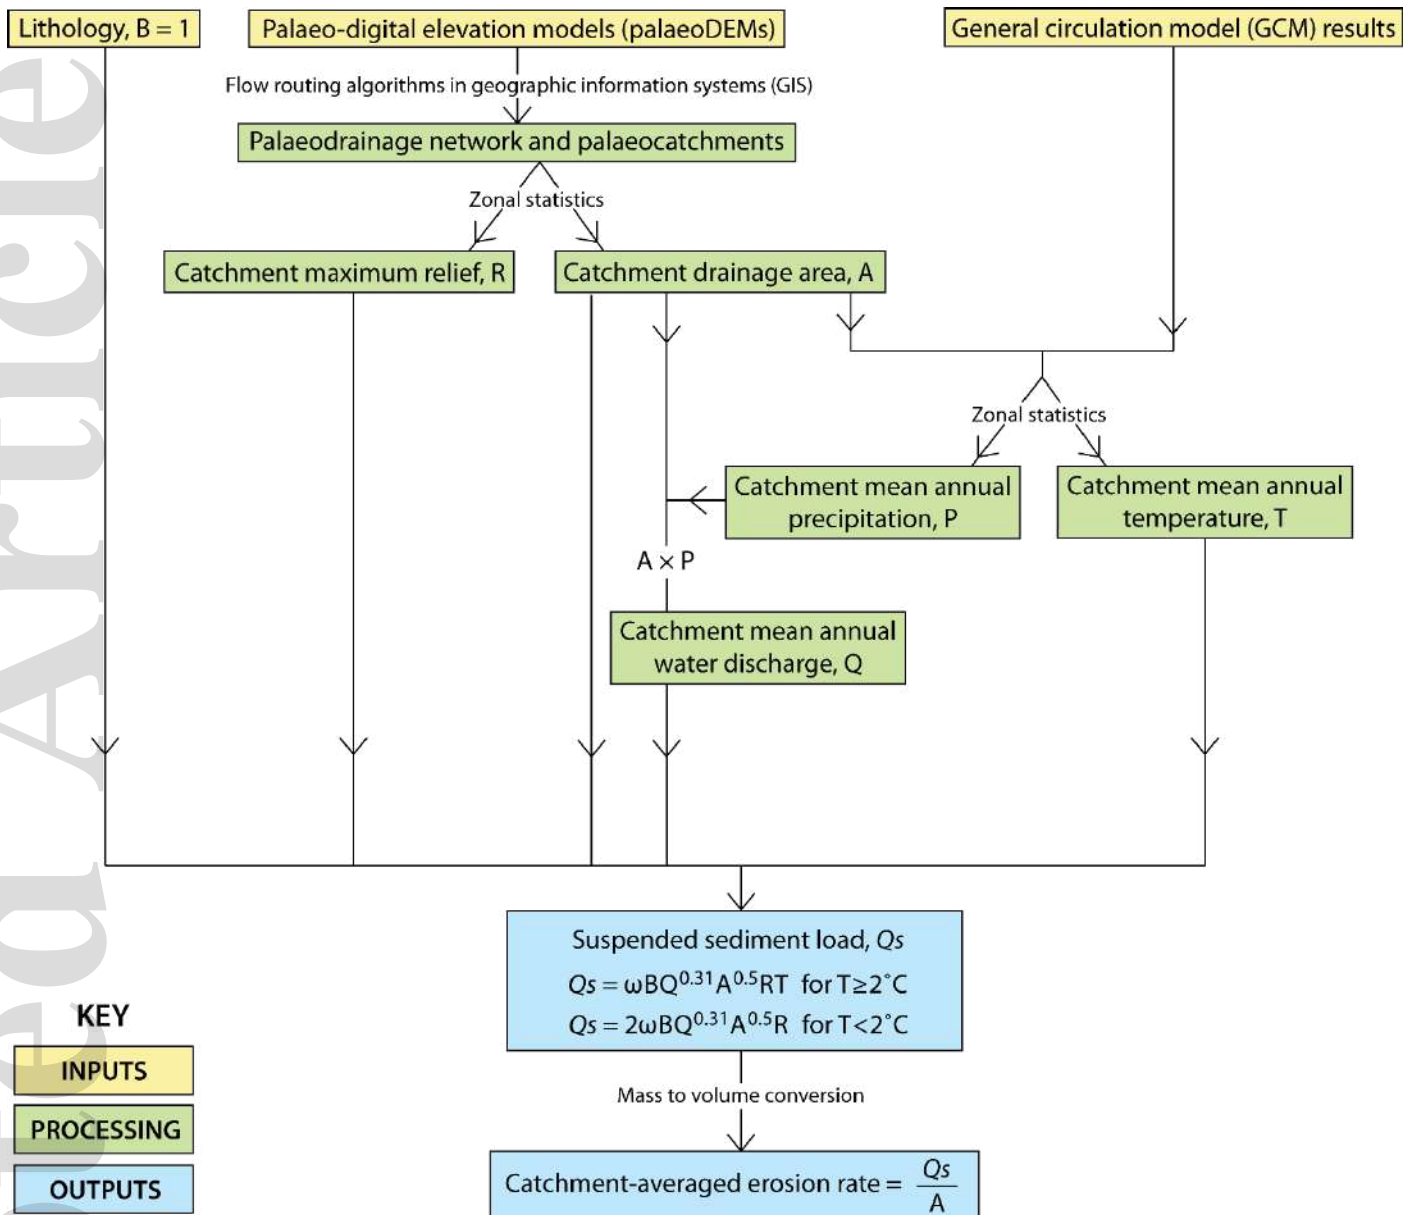 Lithology, B = 1
Palaeo-digital elevation models (palaeoDEMs)
General circulation model (GCM) results
Flow routing algorithms in geographic information systems (GIS)
Palaeodrainage network and palaeocatchments
Zonal statistics
Catchment maximum relief, R
Catchment drainage area, A
Zonal statistics
Catchment mean annual
precipitation, P
Catchment mean annual
temperature, T
A × P
Catchment mean annual
water discharge, Q
Suspended sediment load, Qs
Qs = ωBQ^0.31A^0.5RT for T≥2˚C
Qs = 2ωBQ^0.31A^0.5R for T<2˚C
Mass to volume conversion
Catchment-averaged erosion rate = Qs
A
KEY
INPUTS
PROCESSING
OUTPUTS
Article